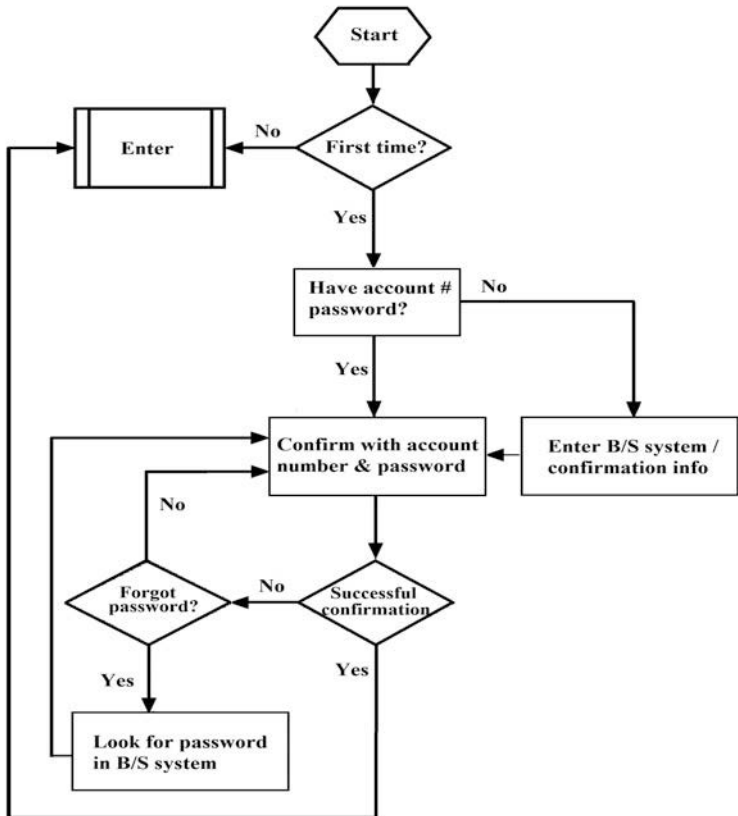 Start
No
First time?
Enter
Yes
Have account #
password?
No
Yes
Confirm with account
number & password
Enter B/S system /
confirmation info
No
Forgot
password?
No
Successful
confirmation
Yes
Yes
Look for password
in B/S system